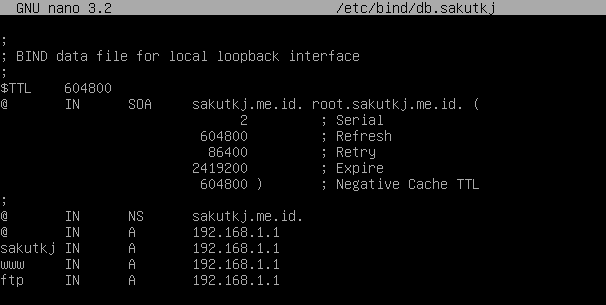 GNU nano 3.2 /etc/bind/db.sakutkj
;
; BIND data file for local loopback interface
;
$TTL 604800
@ IN SOA sakutkj.me.id. root.sakutkj.me.id. (
2 ; Serial
604800 ; Refresh
86400 ; Retry
2419200 ; Expire
604800 ) ; Negative Cache TTL
;
@ IN NS sakutkj.me.id.
@ IN A 192.168.1.1
sakutkj IN A 192.168.1.1
www IN A 192.168.1.1
ftp IN A 192.168.1.1